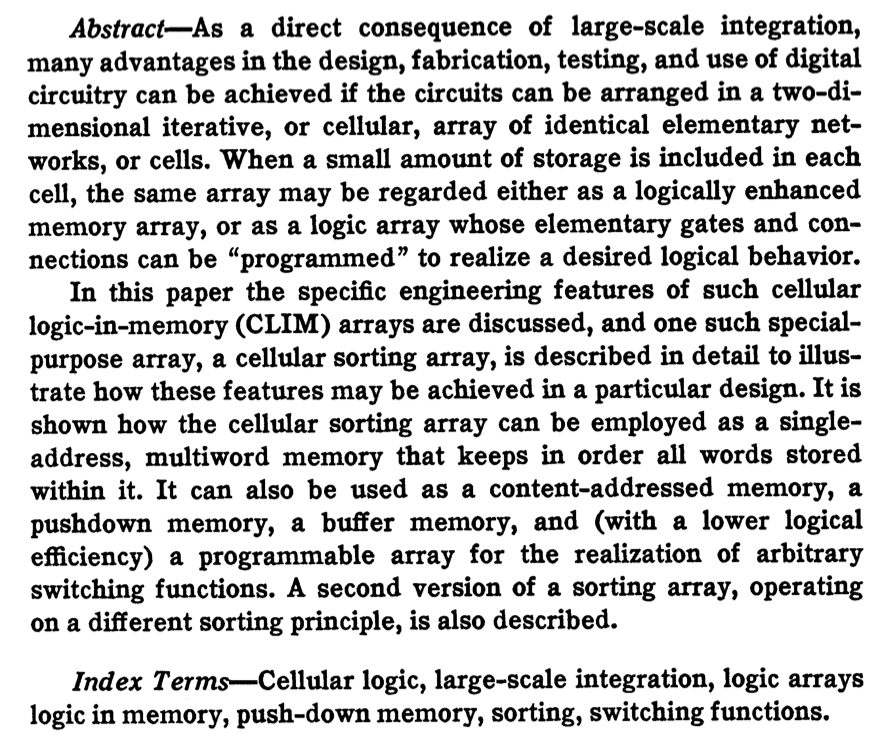 Abstract—As a direct consequence of large-scale integration,
many advantages in the design, fabrication, testing, and use of digital
circuitry can be achieved if the circuits can be arranged in a two-di-
mensional iterative, or cellular, array of identical elementary net-
works, or cells. When a small amount of storage is included in each
cell, the same array may be regarded either as a logically enhanced
memory array, or as a logic array whose elementary gates and con-
nections can be “programmed” to realize a desired logical behavior.
In this paper the specific engineering features of such cellular
logic-in-memory (CLIM) arrays are discussed, and one such special-
purpose array, a cellular sorting array, is described in detail to illus-
trate how these features may be achieved in a particular design. It is
shown how the cellular sorting array can be employed as a single-
address, multiword memory that keeps in order all words stored
within it. It can also be used as a content-addressed memory, a
pushdown memory, a buffer memory, and (with a lower logical
efficiency) a programmable array for the realization of arbitrary
switching functions. A second version of a sorting array, operating
on a different sorting principle, is also described.
Index Terms—Cellular logic, large-scale integration, logic arrays
logic in memory, push-down memory, sorting, switching functions.